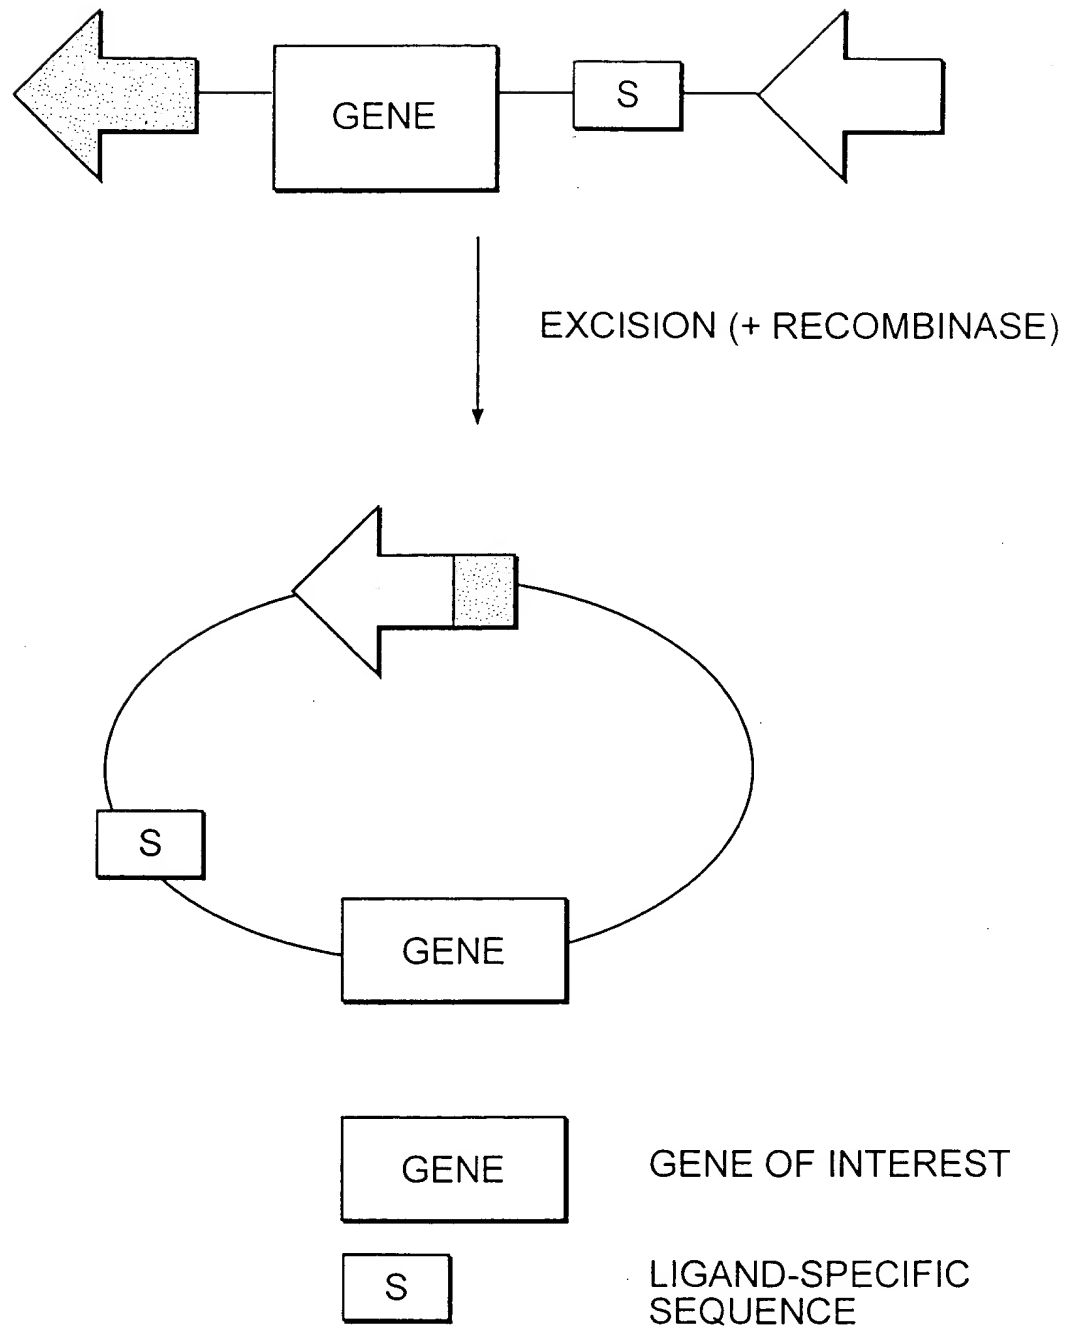 GENE
S
EXCISION (+ RECOMBINASE)
S
GENE
GENE
GENE OF INTEREST
S
LIGAND-SPECIFIC
SEQUENCE